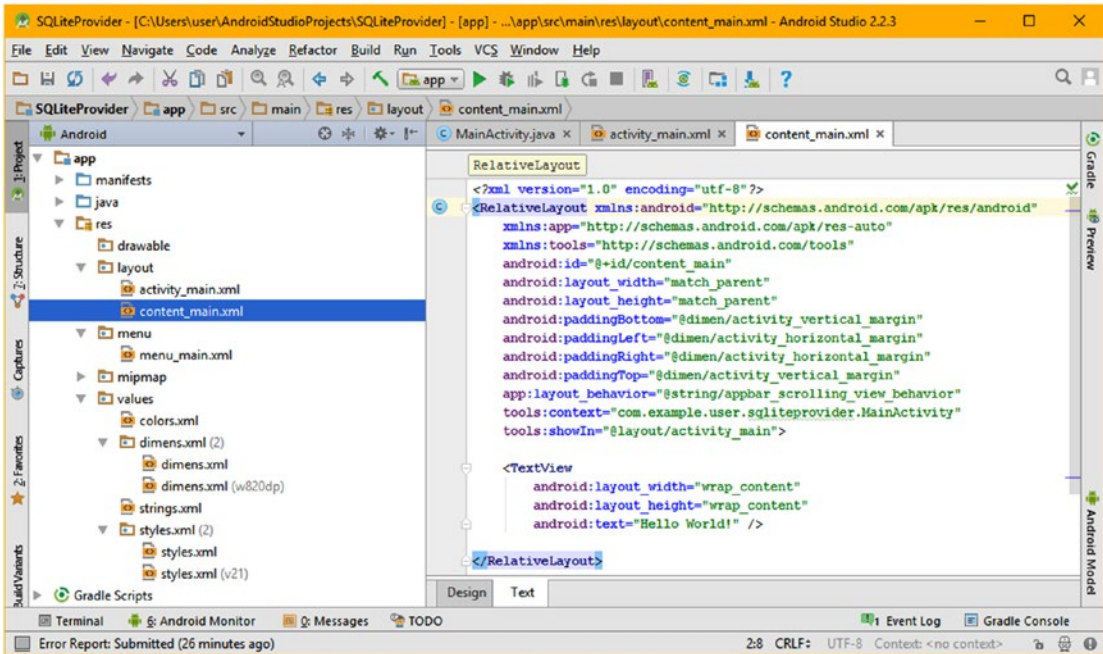 SQLiteProvider - [C:\Users\user\AndroidStudioProjects\SQLiteProvider] - [app] - ...\app\src\main\res\layout\content_main.xml - Android Studio 2.2.3
File Edit View Navigate Code Analyze Refactor Build Run Tools VCS Window Help
app
SQLiteProvider app src main res layout content_main.xml
Android
MainActivity.java × activity_main.xml × content_main.xml ×
1: Project
7: Structure
Captures
2: Favorites
Build Variants
app
manifests
java
res
drawable
layout
activity_main.xml
content_main.xml
menu
menu_main.xml
mipmap
values
colors.xml
dimens.xml (2)
dimens.xml
dimens.xml (w820dp)
strings.xml
styles.xml (2)
styles.xml
styles.xml (v21)
Gradle Scripts
RelativeLayout
<?xml version="1.0" encoding="utf-8"?>
<RelativeLayout xmlns:android="http://schemas.android.com/apk/res/android"
xmlns:app="http://schemas.android.com/apk/res-auto"
xmlns:tools="http://schemas.android.com/tools"
android:id="@+id/content_main"
android:layout_width="match_parent"
android:layout_height="match_parent"
android:paddingBottom="@dimen/activity_vertical_margin"
android:paddingLeft="@dimen/activity_horizontal_margin"
android:paddingRight="@dimen/activity_horizontal_margin"
android:paddingTop="@dimen/activity_vertical_margin"
app:layout_behavior="@string/appbar_scrolling_view_behavior"
tools:context="com.example.user.sqliteprovider.MainActivity"
tools:showIn="@layout/activity_main">
<TextView
android:layout_width="wrap_content"
android:layout_height="wrap_content"
android:text="Hello World!" />
</RelativeLayout>
Design Text
Gradle
Preview
Android Model
Terminal 6: Android Monitor 0: Messages TODO 1 Event Log Gradle Console
Error Report: Submitted (26 minutes ago) 2:8 CRLF÷ UTF-8 Context: <no context>